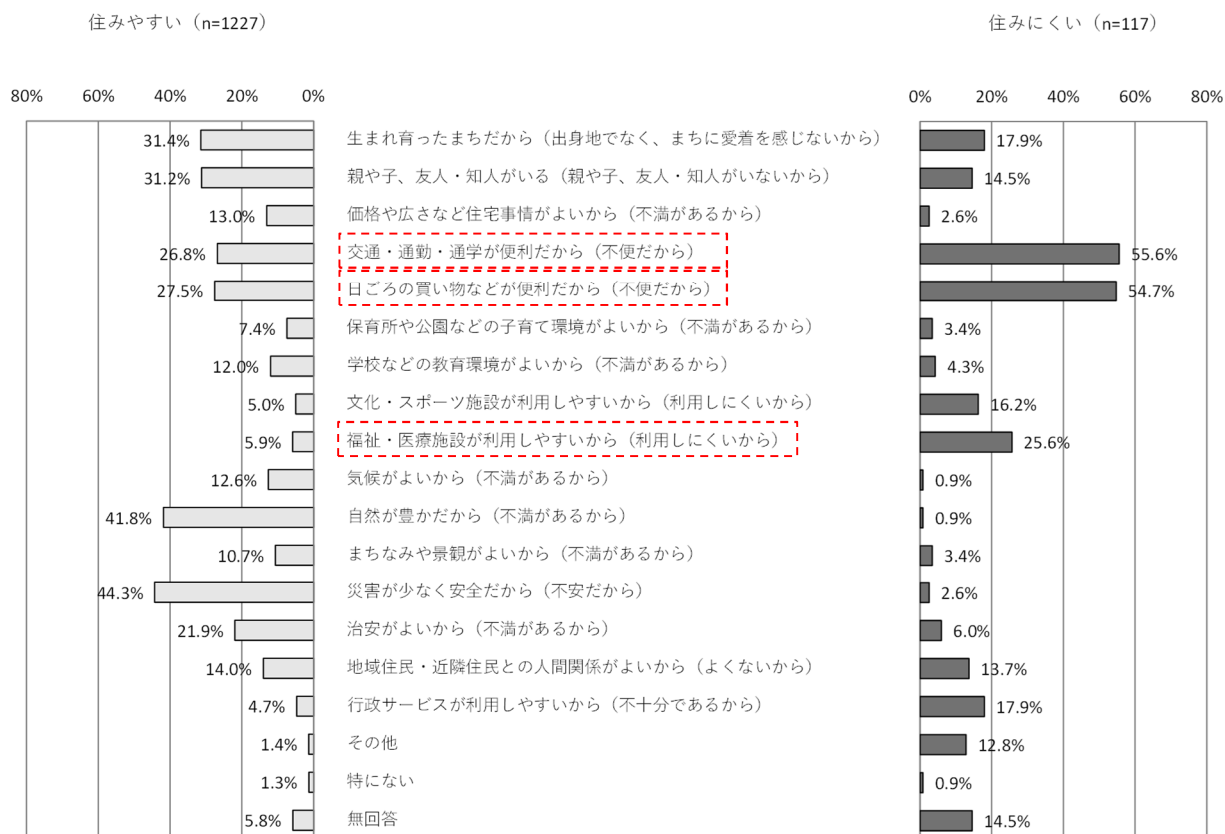 住みやすい（n=1227） 住みにくい（n=117）
80% 60% 40% 20% 0% 0% 20% 40% 60% 80%
31.4% 生まれ育ったまちだから（出身地でなく、まちに愛着を感じないから） 17.9%
31.2% 親や子、友人・知人がいる（親や子、友人・知人がいないから） 14.5%
13.0% 価格や広さなど住宅事情がよいから（不満があるから） 2.6%
26.8% 交通・通勤・通学が便利だから（不便だから） 55.6%
27.5% 日ごろの買い物などが便利だから（不便だから） 54.7%
7.4% 保育所や公園などの子育て環境がよいから（不満があるから） 3.4%
12.0% 学校などの教育環境がよいから（不満があるから） 4.3%
5.0% 文化・スポーツ施設が利用しやすいから（利用しにくいから） 16.2%
5.9% 福祉・医療施設が利用しやすいから（利用しにくいから） 25.6%
12.6% 気候がよいから（不満があるから） 0.9%
41.8% 自然が豊かだから（不満があるから） 0.9%
10.7% まちなみや景観がよいから（不満があるから） 3.4%
44.3% 災害が少なく安全だから（不安だから） 2.6%
21.9% 治安がよいから（不満があるから） 6.0%
14.0% 地域住民・近隣住民との人間関係がよいから（よくないから） 13.7%
4.7% 行政サービスが利用しやすいから（不十分であるから） 17.9%
1.4% その他 12.8%
1.3% 特にない 0.9%
5.8% 無回答 14.5%